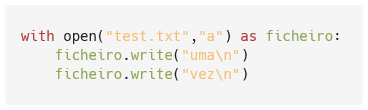 with open("test.txt","a") as ficheiro:
    ficheiro.write("uma\n")
    ficheiro.write("vez\n")